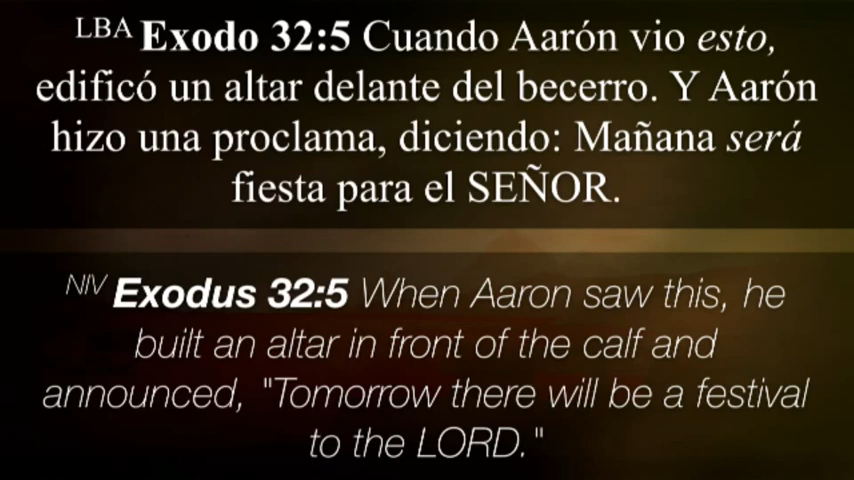 LBA Exodo 32:5 Cuando Aarón vio esto,
edificó un altar delante del becerro. Y Aarón
hizo una proclama, diciendo: Mañana será
fiesta para el SEÑOR.
NIV Exodus 32:5 When Aaron saw this, he
built an altar in front of the calf and
announced, "Tomorrow there will be a festival
to the LORD."